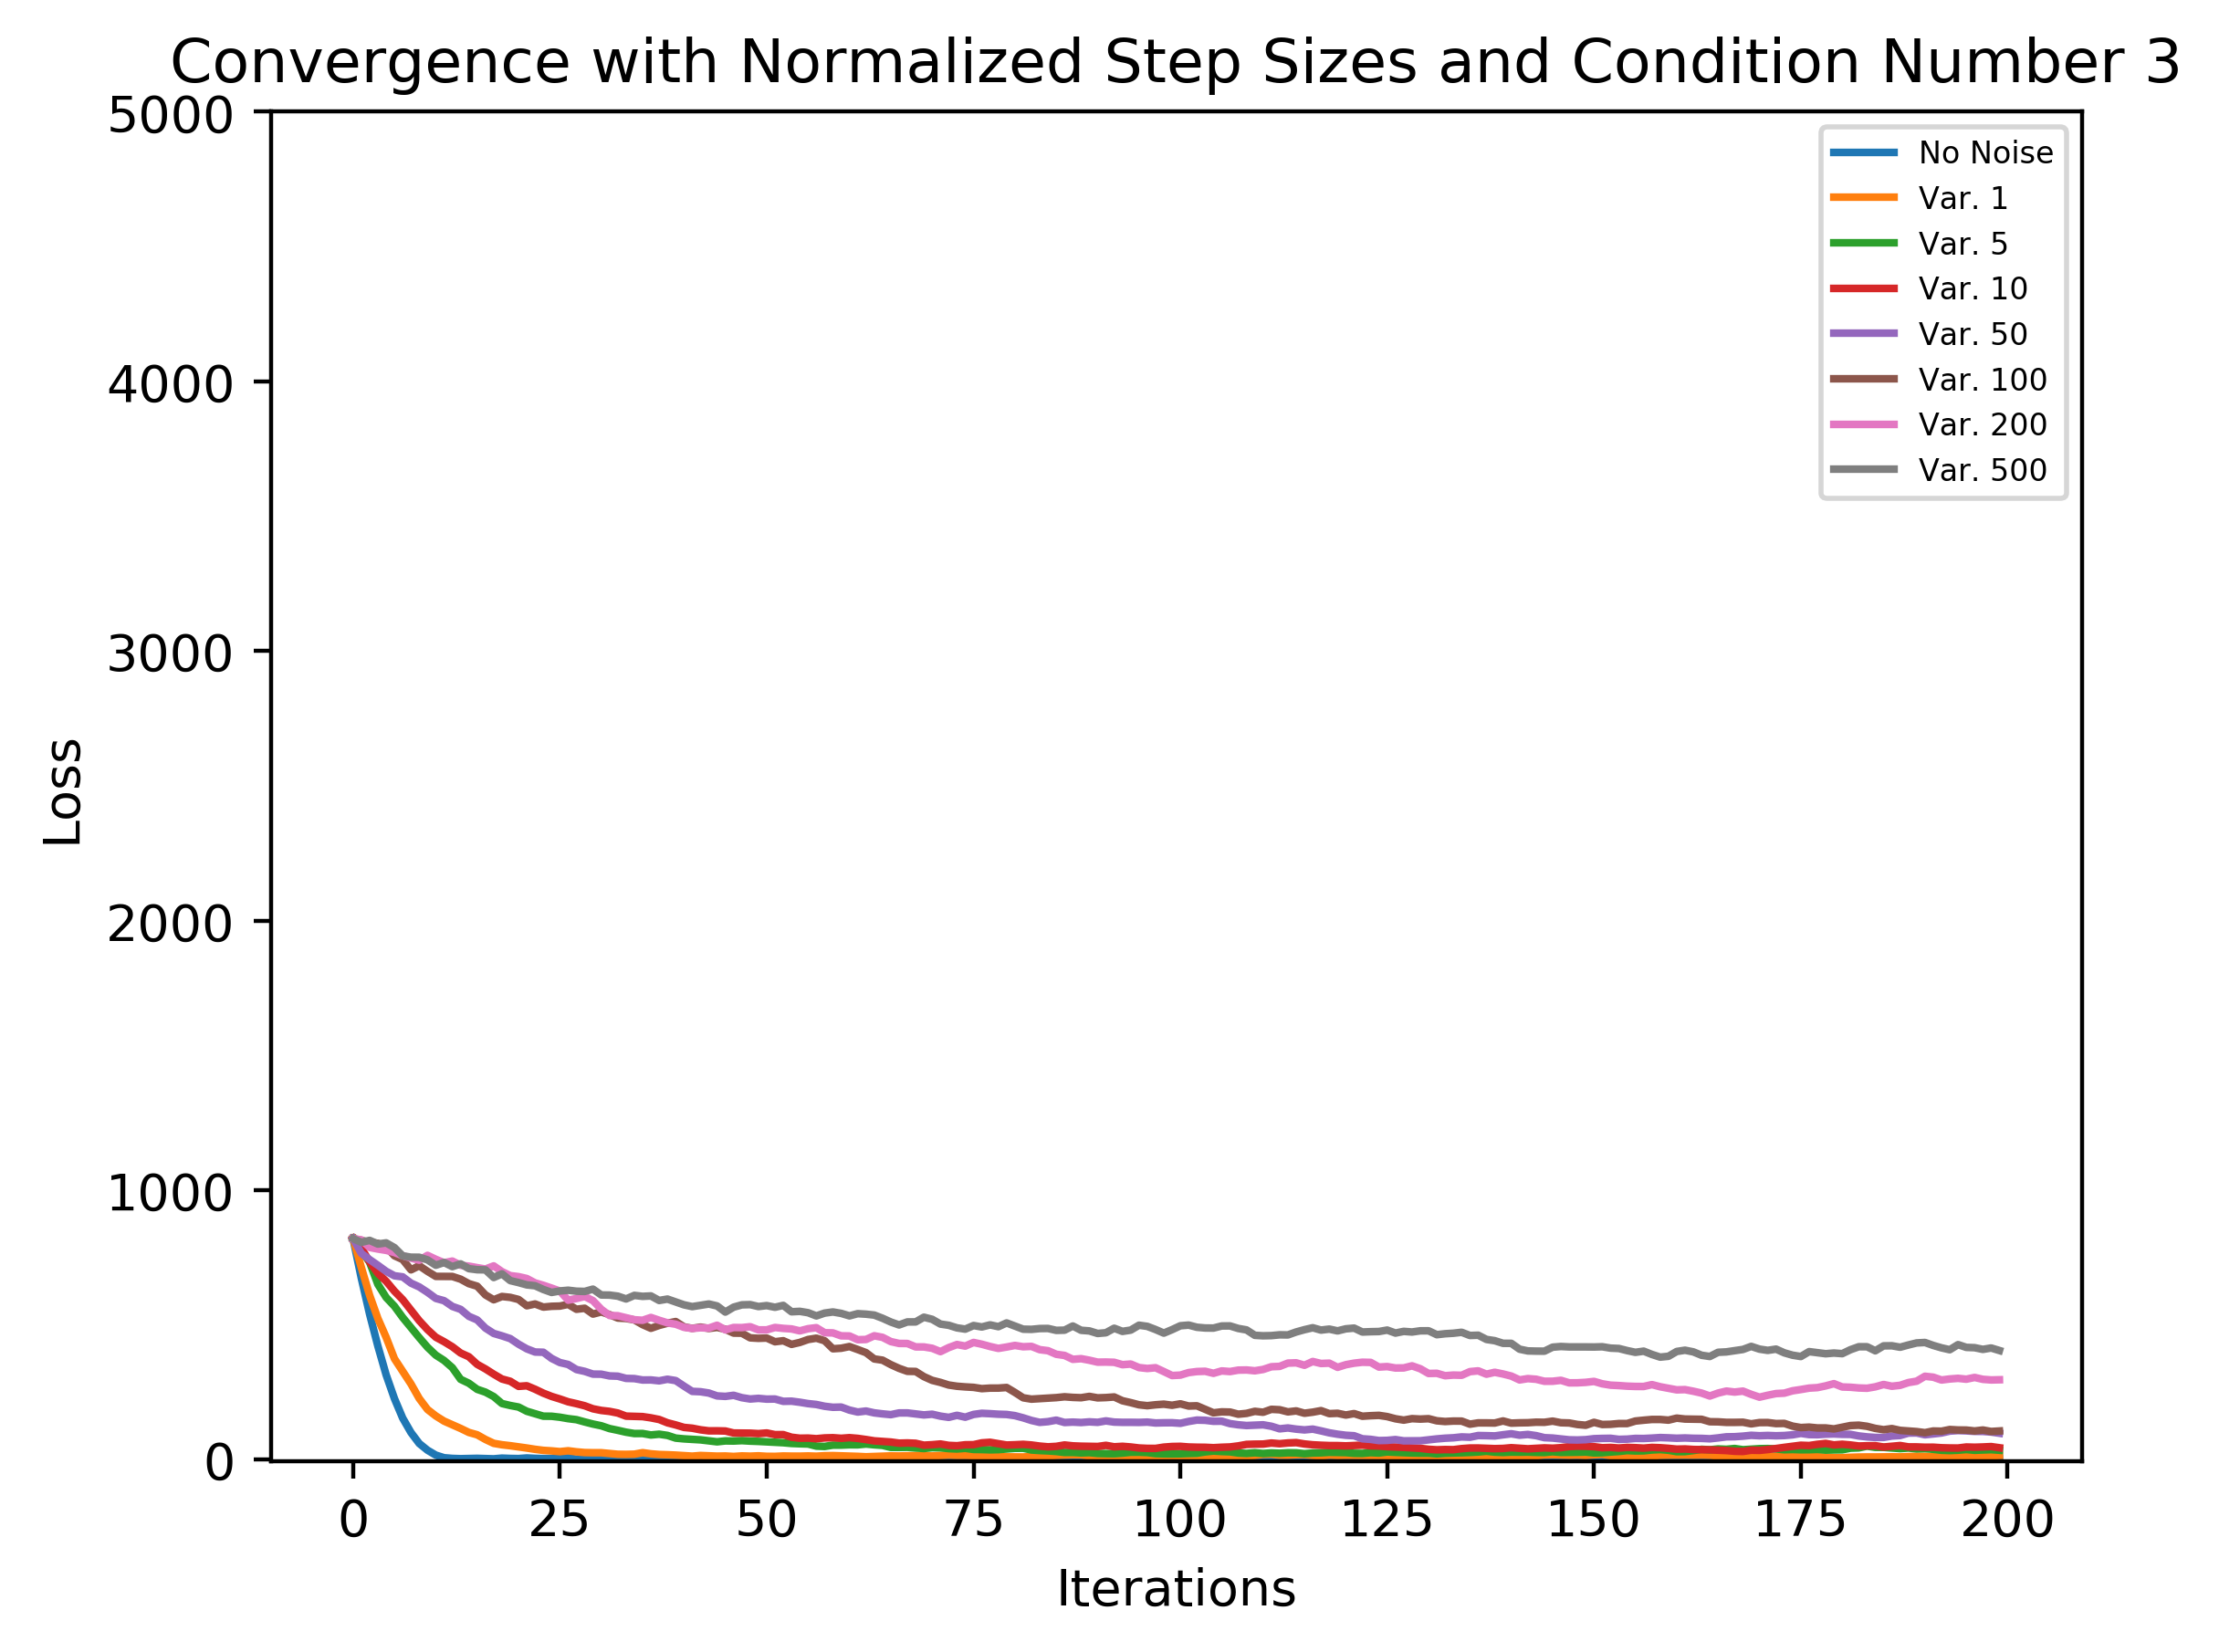 Convergence with Normalized Step Sizes and Condition Number 3
5000
4000
3000
2000
1000
0
Loss
No Noise
Var. 1
Var. 5
Var. 10
Var. 50
Var. 100
Var. 200
Var. 500
0 25 50 75 100 125 150 175 200
Iterations